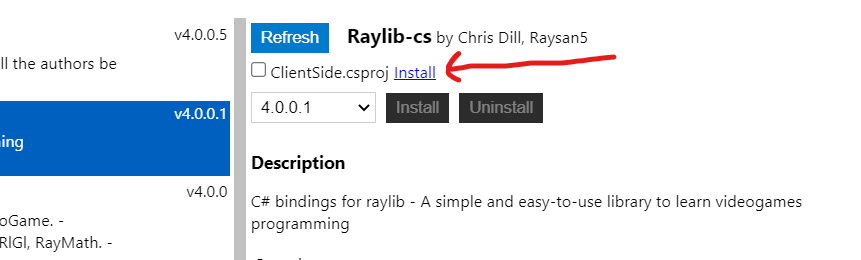 v4.0.0.5
ll the authors be
v4.0.0.1
ing
v4.0.0
oGame. -
RlGl, RayMath. -
Refresh Raylib-cs by Chris Dill, Raysan5
ClientSide.csproj Install
4.0.0.1 Install Uninstall
Description
C# bindings for raylib - A simple and easy-to-use library to learn videogames
programming